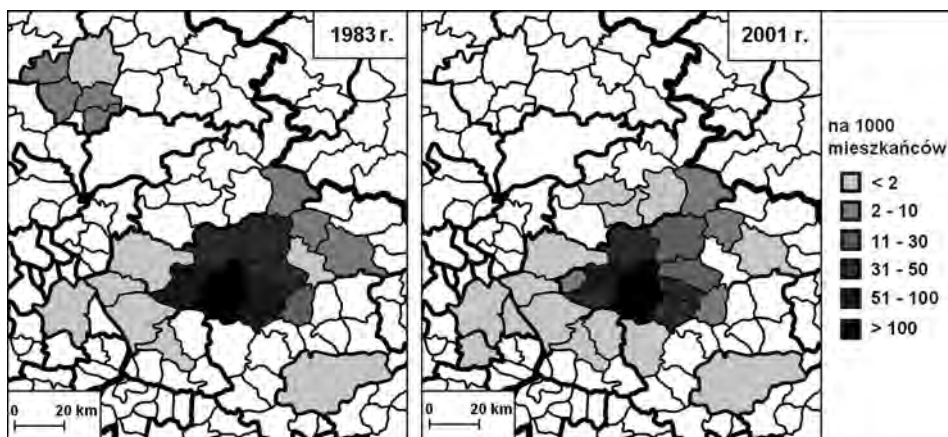 1983 r.
2001 r.
na 1000
mieszkańców
< 2
2 - 10
11 - 30
31 - 50
51 - 100
> 100
0 20 km
0 20 km